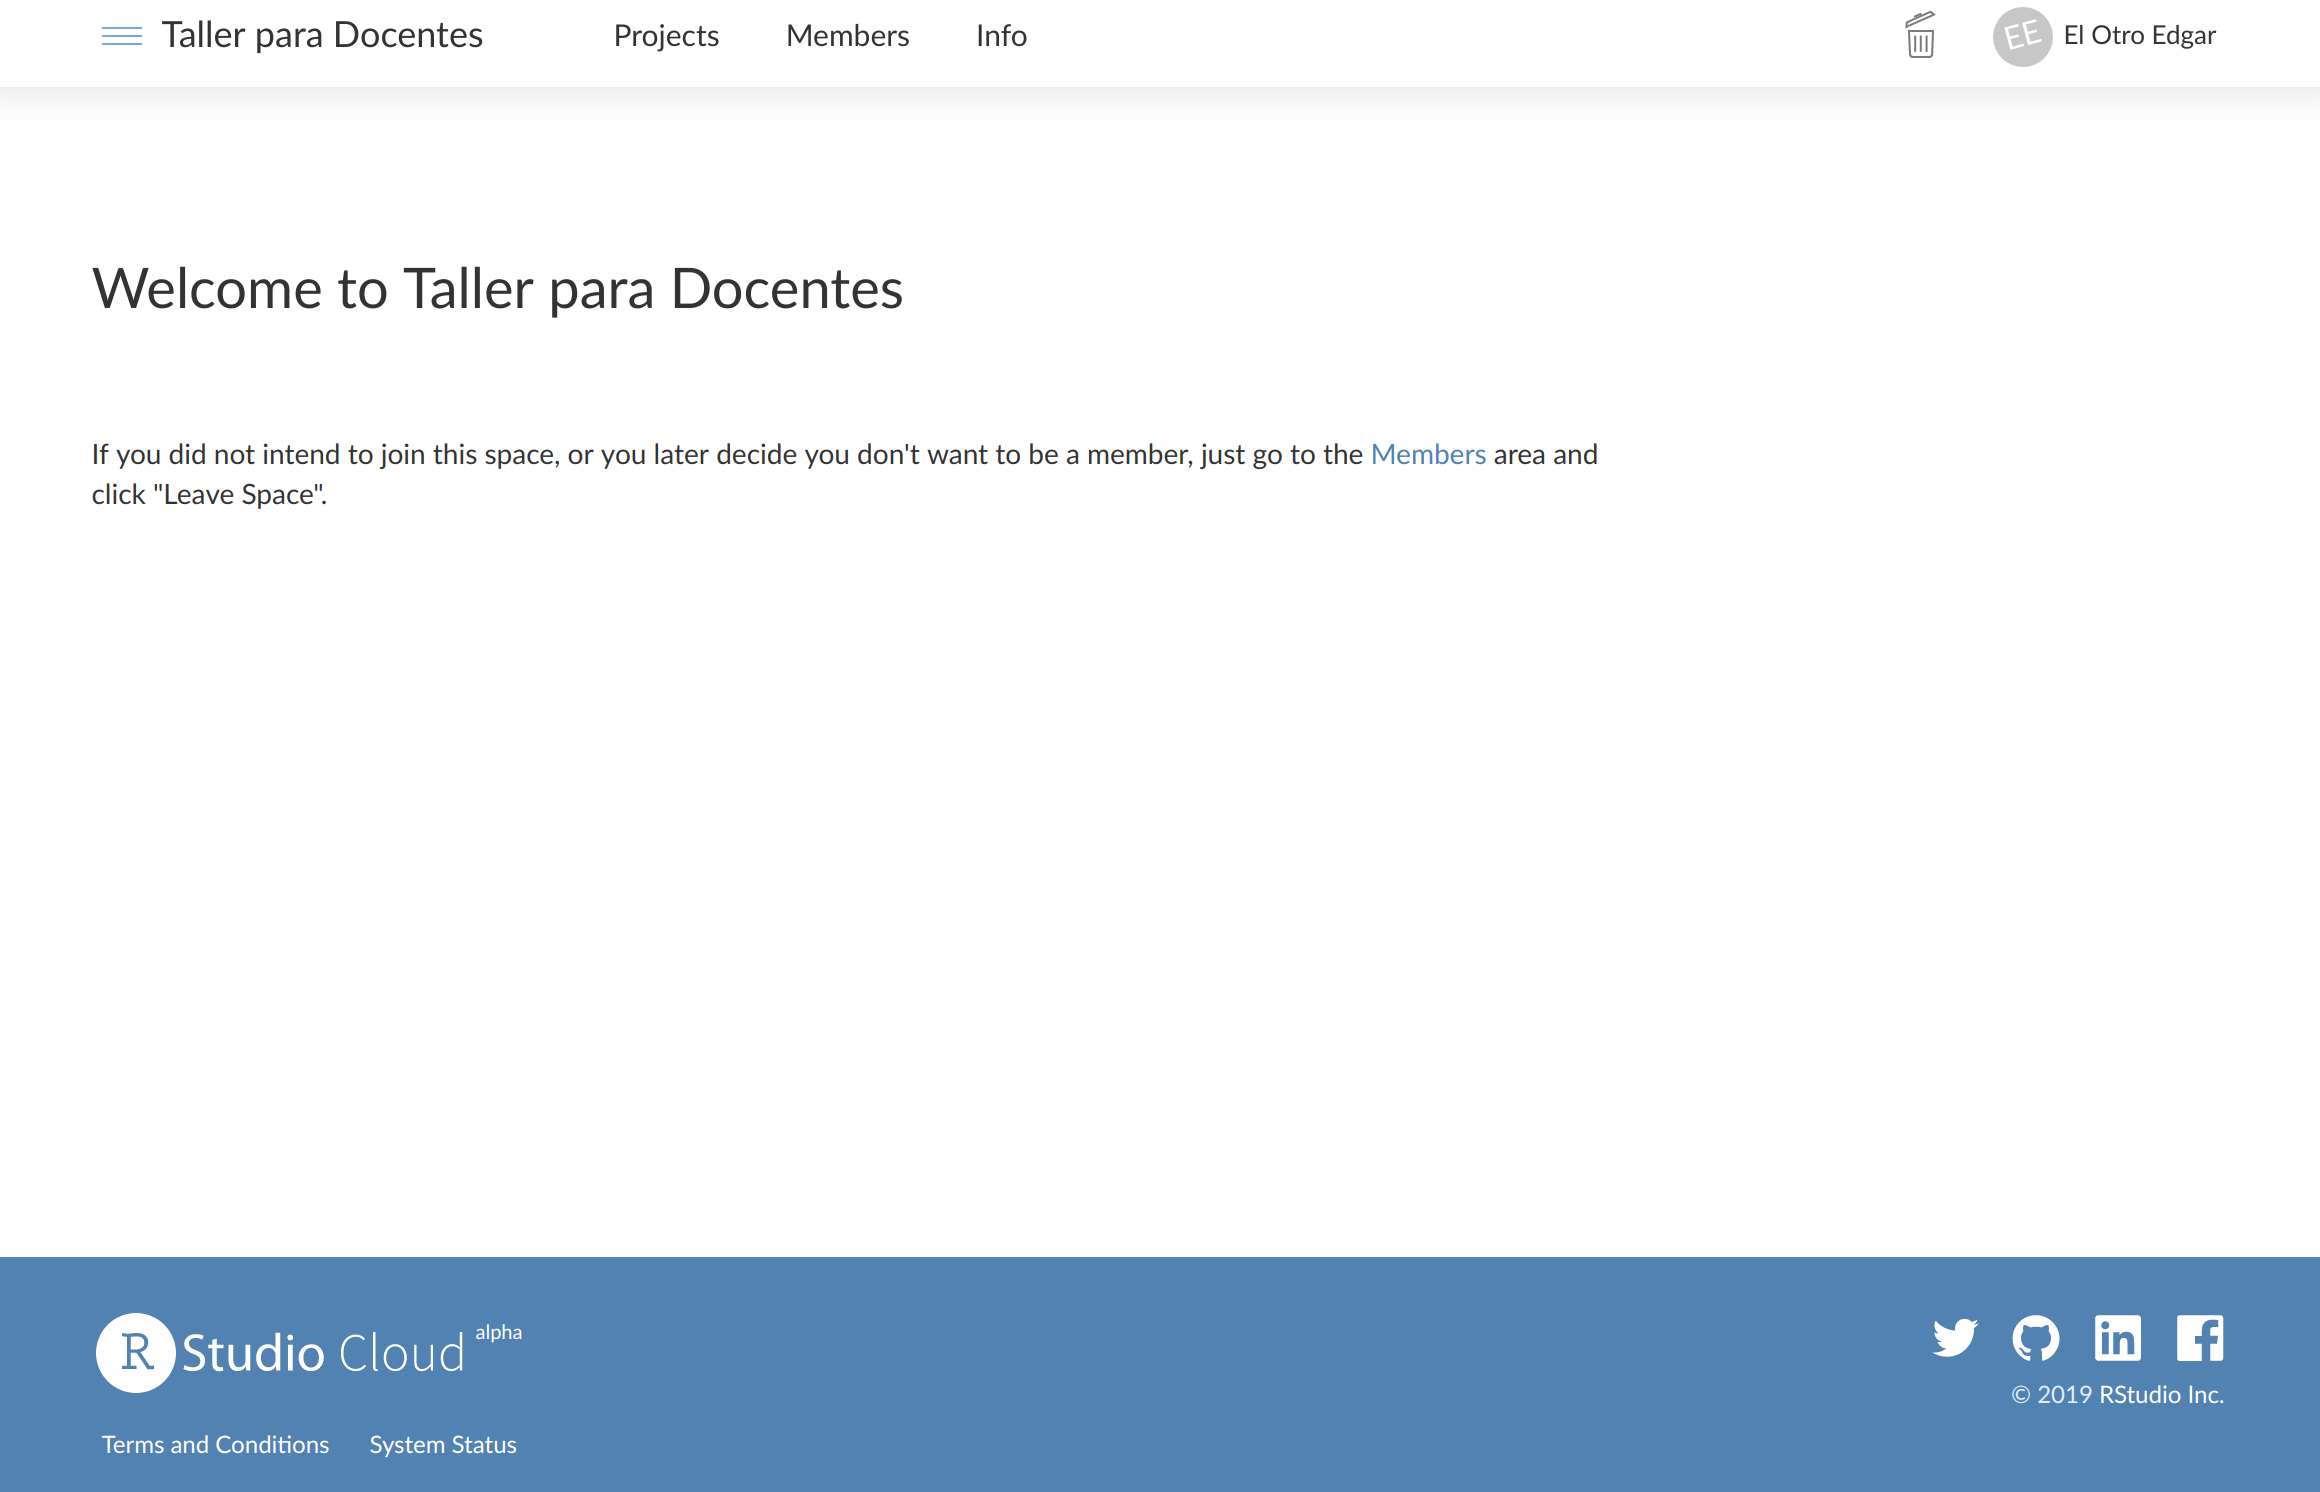 Taller para Docentes Projects Members Info EE El Otro Edgar
Welcome to Taller para Docentes
If you did not intend to join this space, or you later decide you don't want to be a member, just go to the Members area and
click "Leave Space".
R Studio Cloud alpha
© 2019 RStudio Inc.
Terms and Conditions System Status